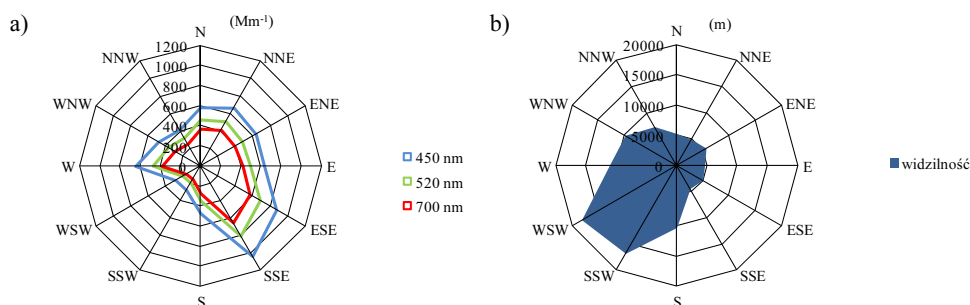 a)
(Mm⁻¹)
N
NNE
ENE
E
ESE
SSE
S
SSW
WSW
W
WNW
NNW
1200
1000
800
600
400
200
0
450 nm
520 nm
700 nm
b)
(m)
N
NNE
ENE
E
ESE
SSE
S
SSW
WSW
W
WNW
NNW
20000
15000
10000
5000
0
widzilność